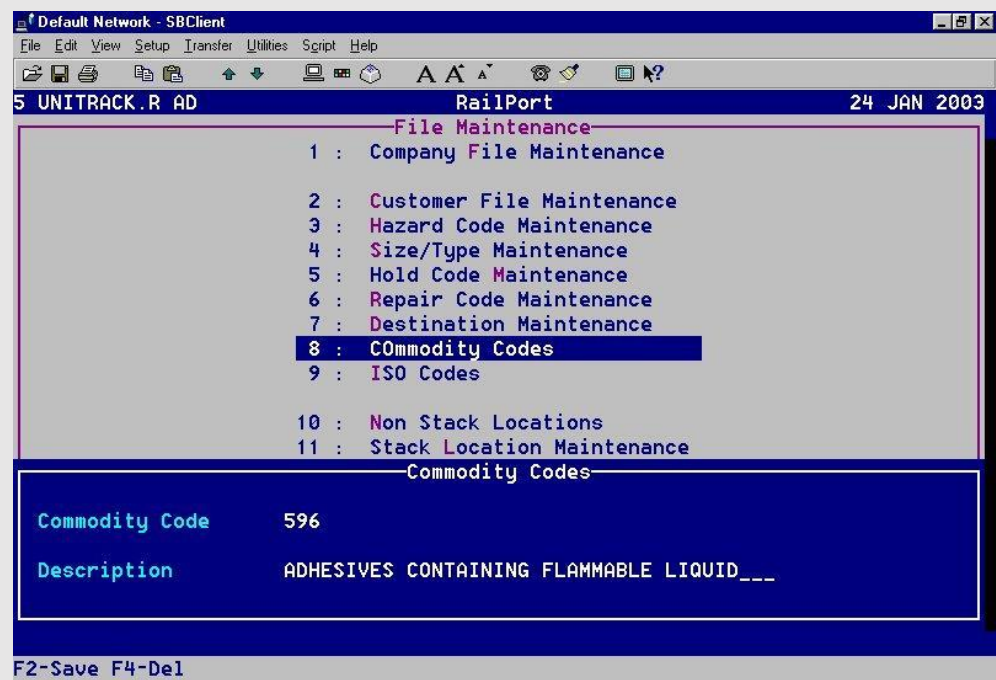 Default Network - SBClient
File Edit View Setup Transfer Utilities Script Help
A A A ?
5 UNITRACK.R AD RailPort 24 JAN 2003
File Maintenance
1 : Company File Maintenance
2 : Customer File Maintenance
3 : Hazard Code Maintenance
4 : Size/Type Maintenance
5 : Hold Code Maintenance
6 : Repair Code Maintenance
7 : Destination Maintenance
8 : COmmodity Codes
9 : ISO Codes
10 : Non Stack Locations
11 : Stack Location Maintenance
Commodity Codes
Commodity Code 596
Description ADHESIVES CONTAINING FLAMMABLE LIQUID___
F2-Save F4-Del